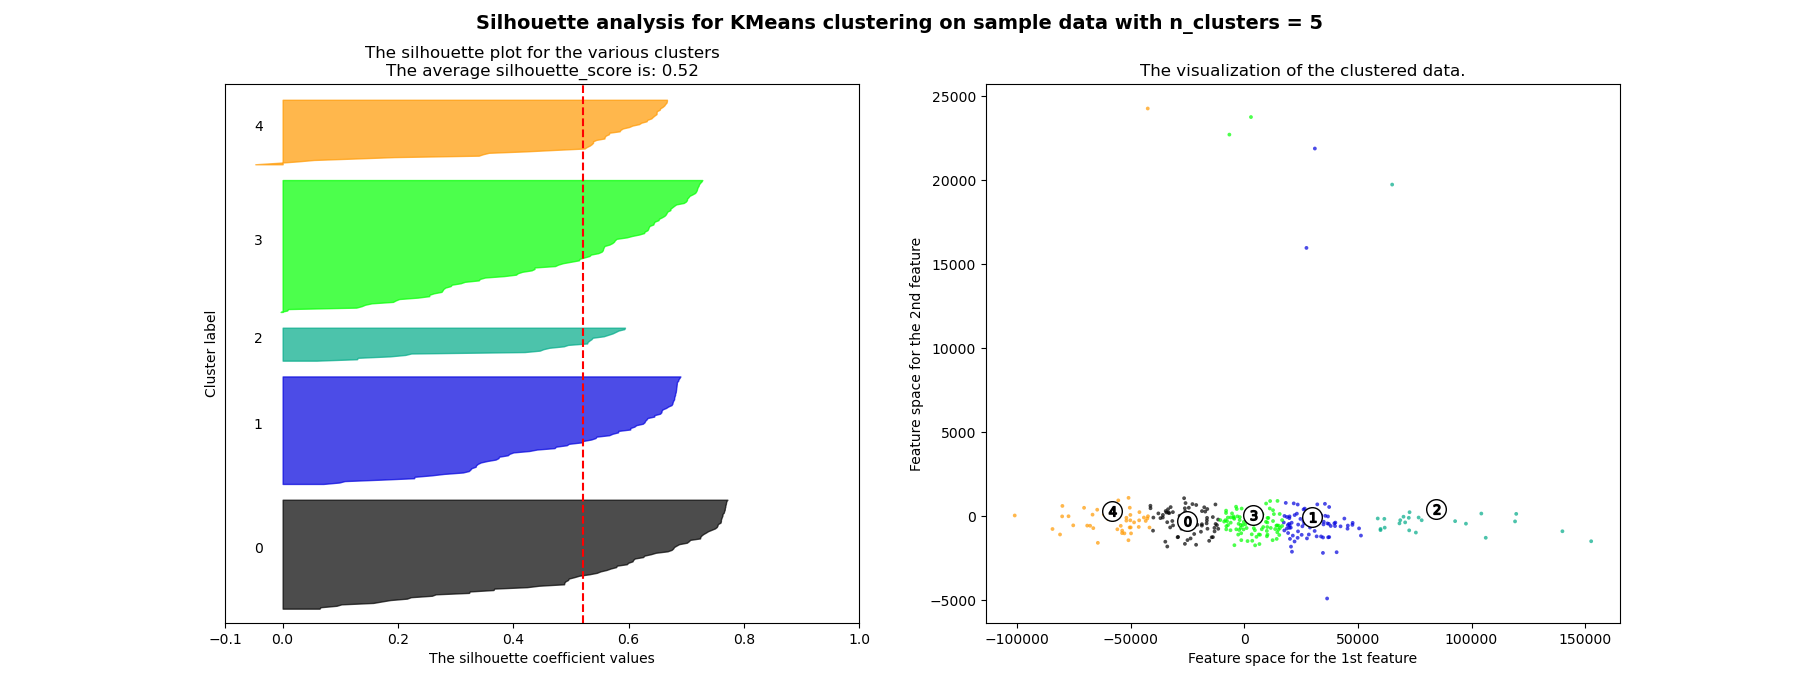 Silhouette analysis for KMeans clustering on sample data with n_clusters = 5
The silhouette plot for the various clusters
The average silhouette_score is: 0.52
Cluster label
4
3
2
1
0
−0.1 0.0 0.2 0.4 0.6 0.8 1.0
The silhouette coefficient values
The visualization of the clustered data.
Feature space for the 2nd feature
25000
20000
15000
10000
5000
0
−5000
4 0 3 1 2
−100000 −50000 0 50000 100000 150000
Feature space for the 1st feature